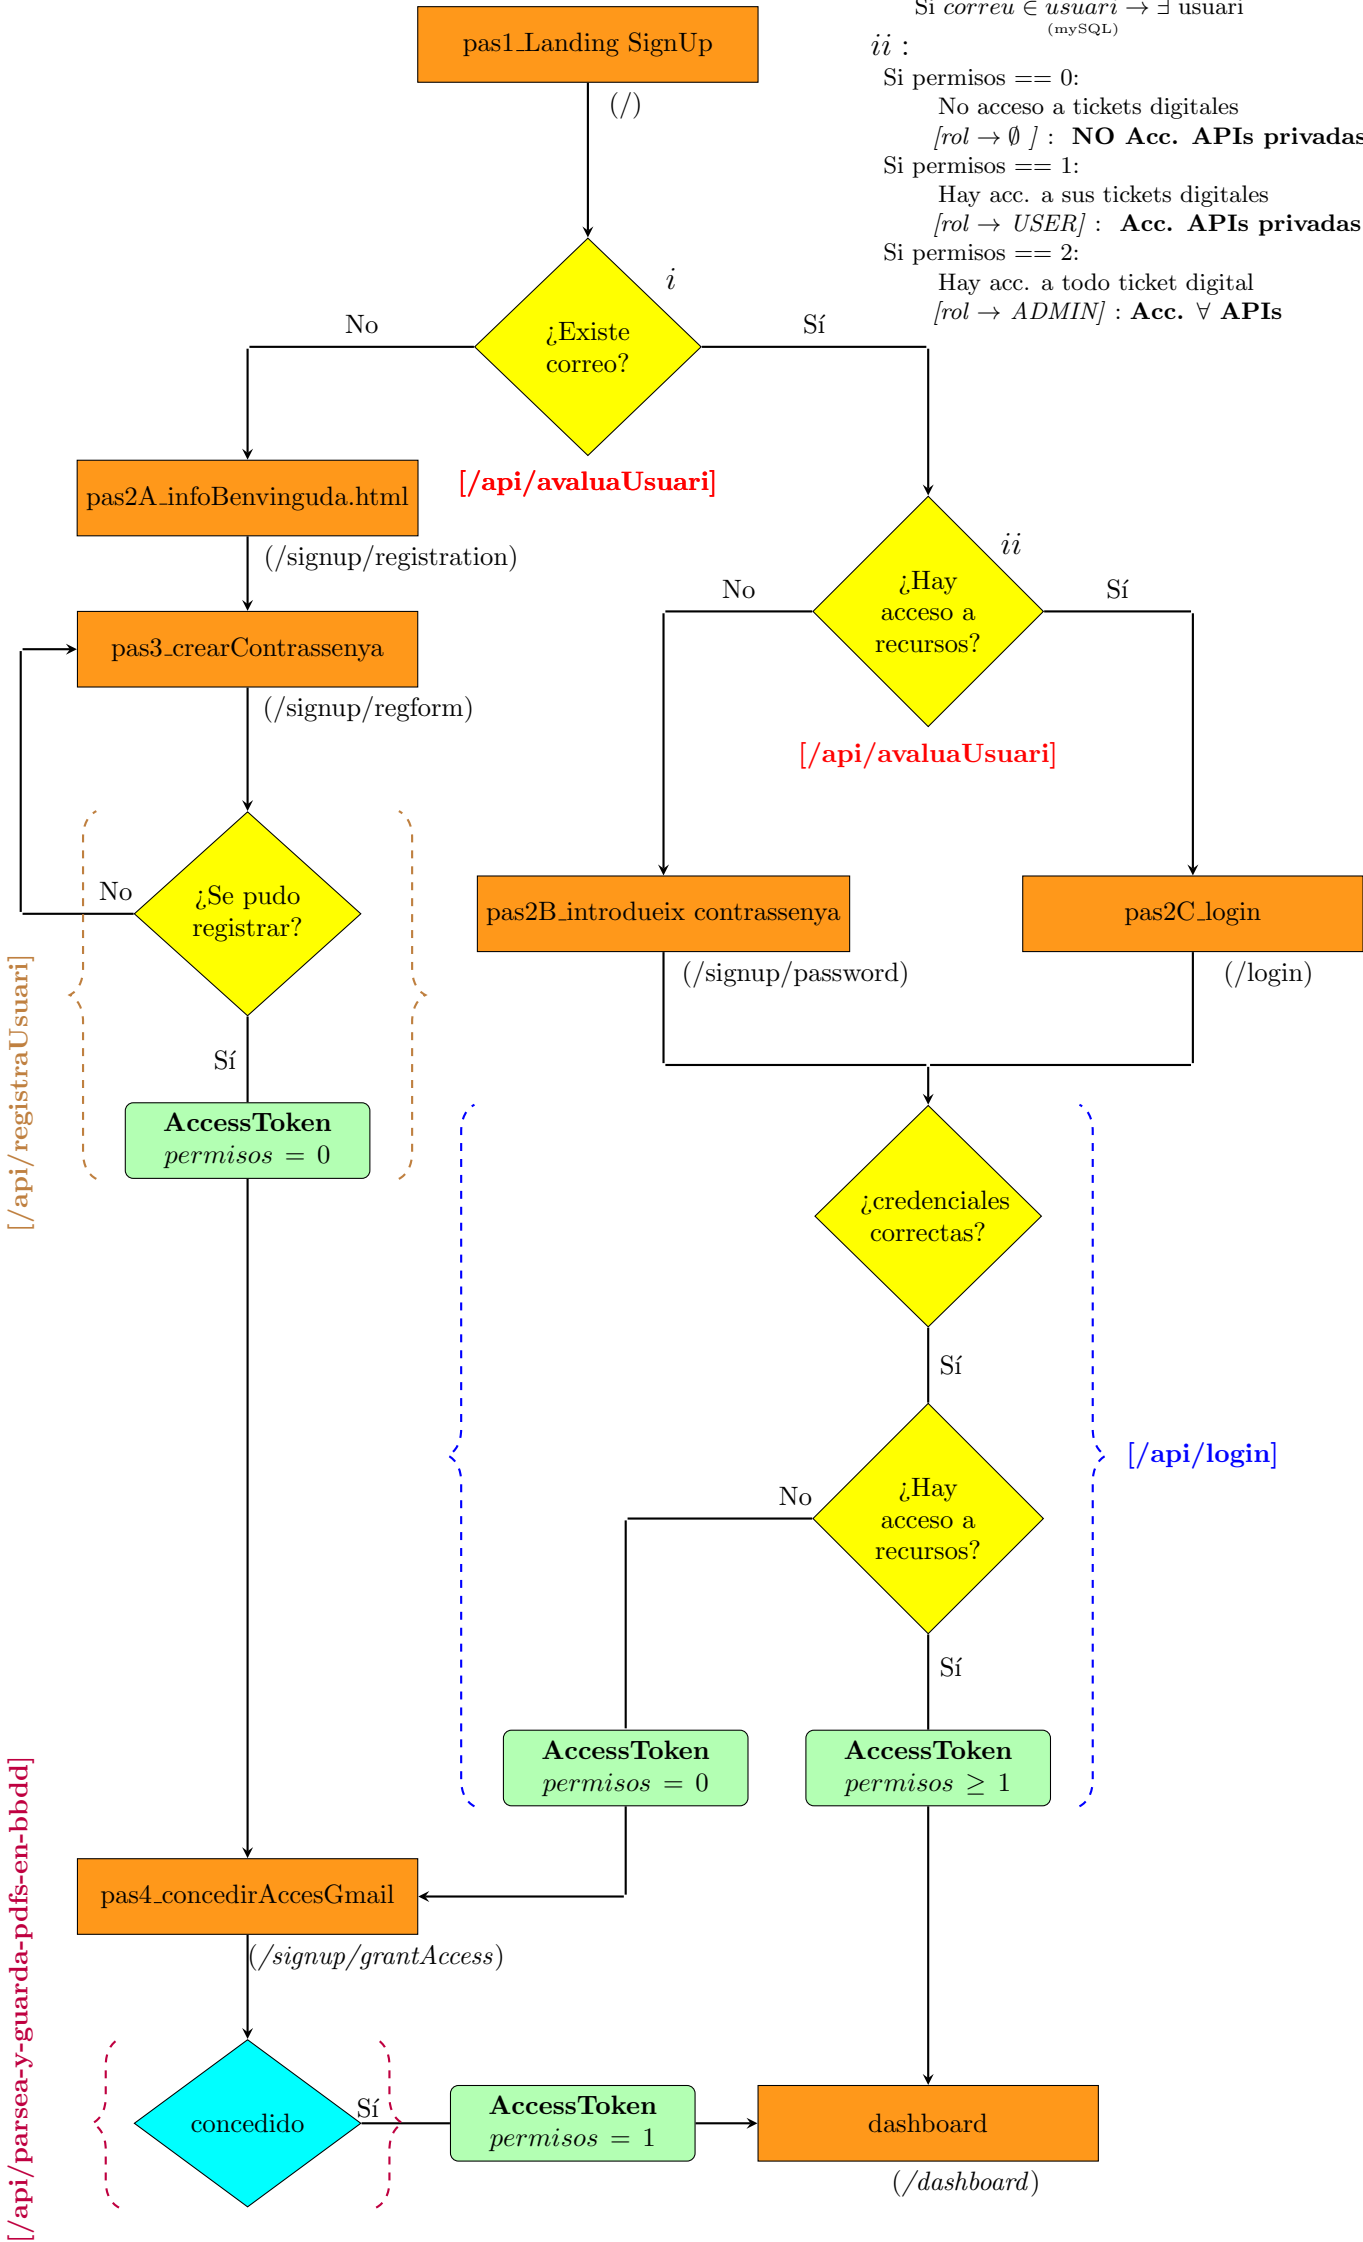 Si correu ∈ usuari → ∃ usuari
(mySQL)
pas1_Landing SignUp
(/)
ii :
Si permisos == 0:
No acceso a tickets digitales
[rol → ∅ ] : NO Acc. APIs privadas
Si permisos == 1:
Hay acc. a sus tickets digitales
[rol → USER] : Acc. APIs privadas
Si permisos == 2:
Hay acc. a todo ticket digital
[rol → ADMIN] : Acc. ∀ APIs
i
No
Sí
¿Existe
correo?
[/api/avaluaUsuari]
pas2A_infoBenvinguda.html
(/signup/registration)
ii
No
Sí
¿Hay
acceso a
recursos?
[/api/avaluaUsuari]
pas3_crearContrassenya
(/signup/regform)
No
¿Se pudo
registrar?
Sí
AccessToken
permisos = 0
[/api/registraUsuari]
pas2B_introdueix contrassenya
(/signup/password)
pas2C_login
(/login)
¿credenciales
correctas?
Sí
[/api/login]
No
¿Hay
acceso a
recursos?
Sí
AccessToken
permisos = 0
AccessToken
permisos ≥ 1
pas4_concedirAccesGmail
(/signup/grantAccess)
[/api/parsea-y-guarda-pdfs-en-bbdd]
concedido
Sí
AccessToken
permisos = 1
dashboard
(/dashboard)